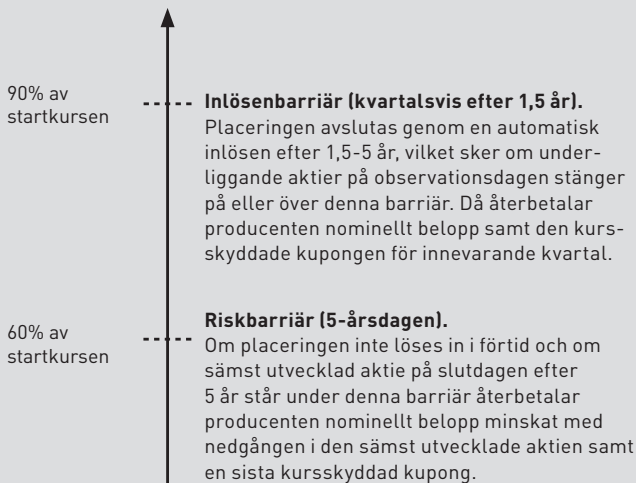 90% av
startkursen
Inlösenbarriär (kvartalsvis efter 1,5 år).
Placeringen avslutas genom en automatisk
inlösen efter 1,5-5 år, vilket sker om under-
liggande aktier på observationsdagen stänger
på eller över denna barriär. Då återbetalar
producenten nominellt belopp samt den kurs-
skyddade kupongen för innevarande kvartal.
60% av
startkursen
Riskbarriär (5-årsdagen).
Om placeringen inte löses in i förtid och om
sämst utvecklad aktie på slutdagen efter
5 år står under denna barriär återbetalar
producenten nominellt belopp minskat med
nedgången i den sämst utvecklade aktien samt
en sista kursskyddad kupong.